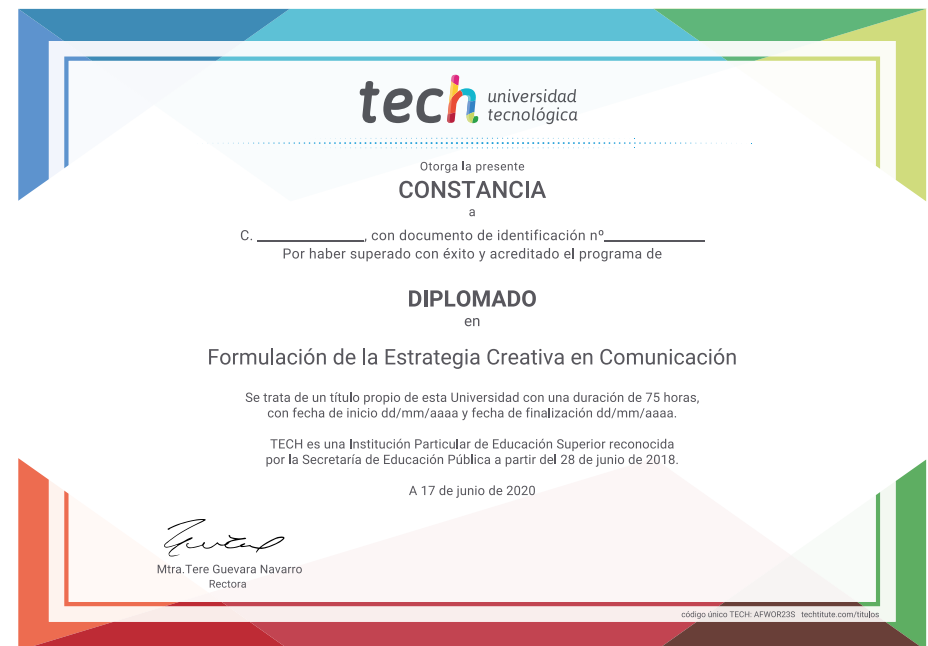 tech universidad
tecnológica
Otorga la presente
CONSTANCIA
a
C. ______________, con documento de identificación nº_____________
Por haber superado con éxito y acreditado el programa de
DIPLOMADO
en
Formulación de la Estrategia Creativa en Comunicación
Se trata de un título propio de esta Universidad con una duración de 75 horas,
con fecha de inicio dd/mm/aaaa y fecha de finalización dd/mm/aaaa.
TECH es una Institución Particular de Educación Superior reconocida
por la Secretaría de Educación Pública a partir del 28 de junio de 2018.
A 17 de junio de 2020
Mtra.Tere Guevara Navarro
Rectora
código único TECH: AFWOR23S techtitute.com/titulos